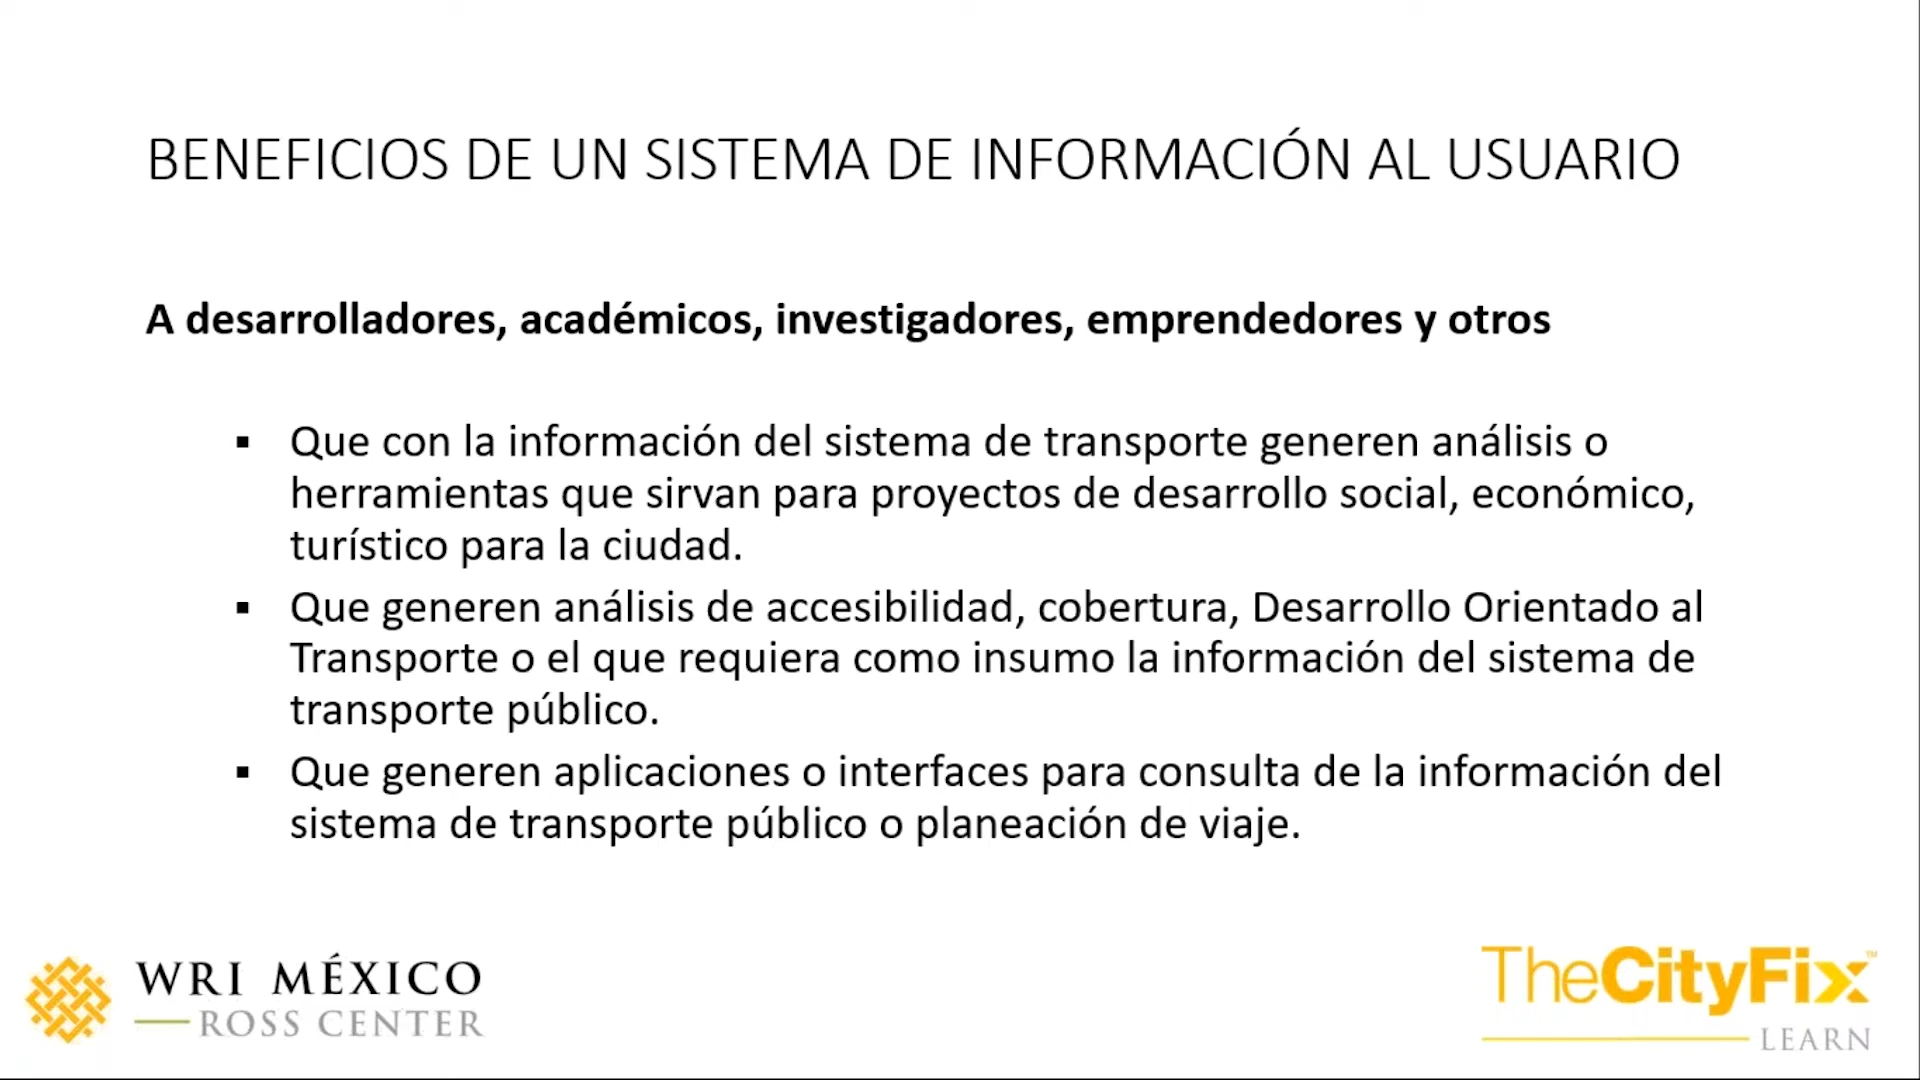 BENEFICIOS DE UN SISTEMA DE INFORMACIÓN AL USUARIO
A desarrolladores, académicos, investigadores, emprendedores y otros
▪ Que con la información del sistema de transporte generen análisis o
herramientas que sirvan para proyectos de desarrollo social, económico,
turístico para la ciudad.
▪ Que generen análisis de accesibilidad, cobertura, Desarrollo Orientado al
Transporte o el que requiera como insumo la información del sistema de
transporte público.
▪ Que generen aplicaciones o interfaces para consulta de la información del
sistema de transporte público o planeación de viaje.
WRI MÉXICO
ROSS CENTER
TheCityFix™
LEARN